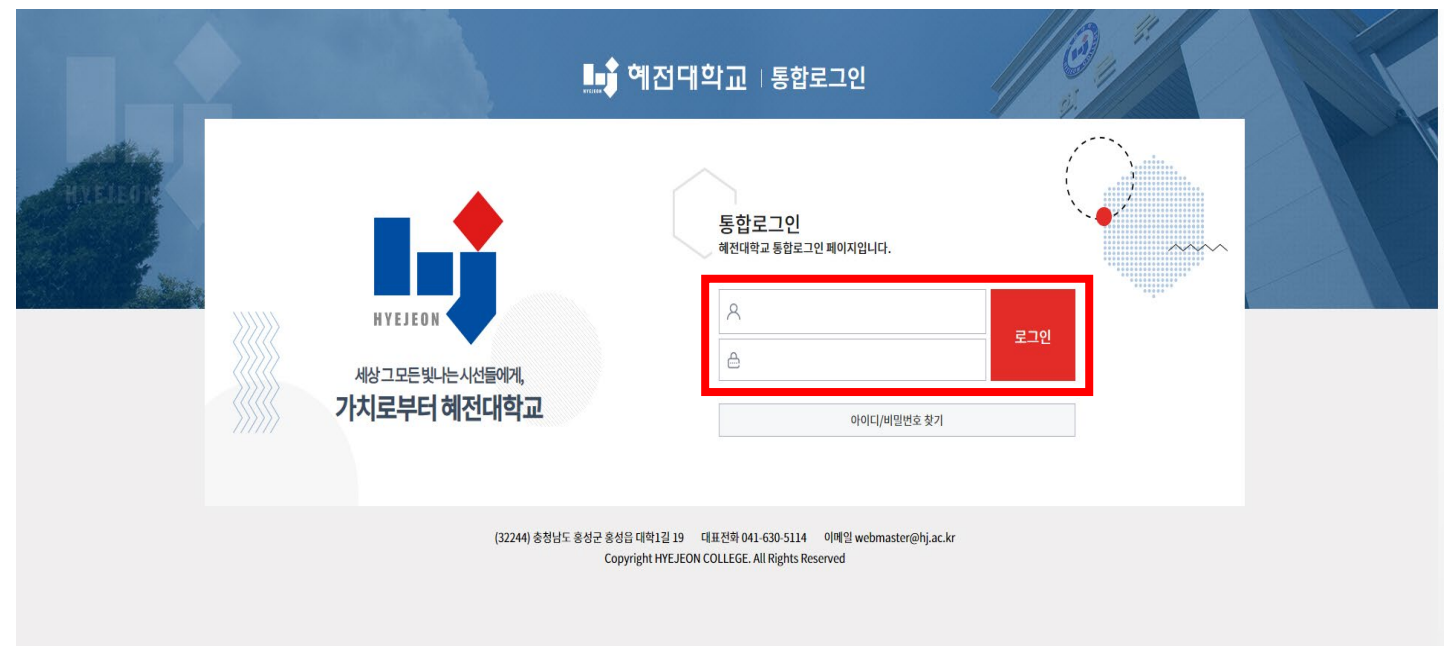 HYEJEON
혜전대학교 | 통합로그인
HYEJEON
세상 그 모든 빛나는 시선들에게,
가치로부터 혜전대학교
통합로그인
혜전대학교 통합로그인 페이지입니다.
로그인
아이디/비밀번호 찾기
(32244) 충청남도 홍성군 홍성읍 대학1길 19 대표전화 041-630-5114 이메일 webmaster@hj.ac.kr
Copyright HYEJEON COLLEGE. All Rights Reserved